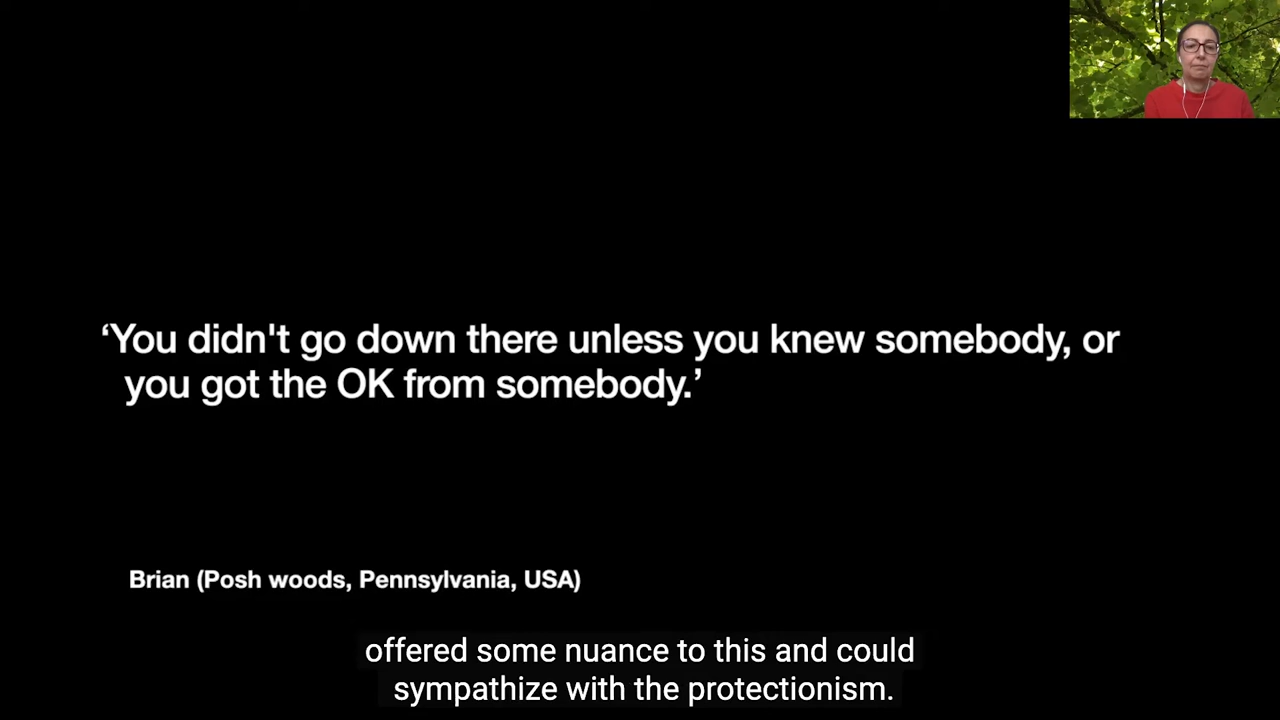 ‘You didn't go down there unless you knew somebody, or
you got the OK from somebody.’
Brian (Posh woods, Pennsylvania, USA)
offered some nuance to this and could
sympathize with the protectionism.